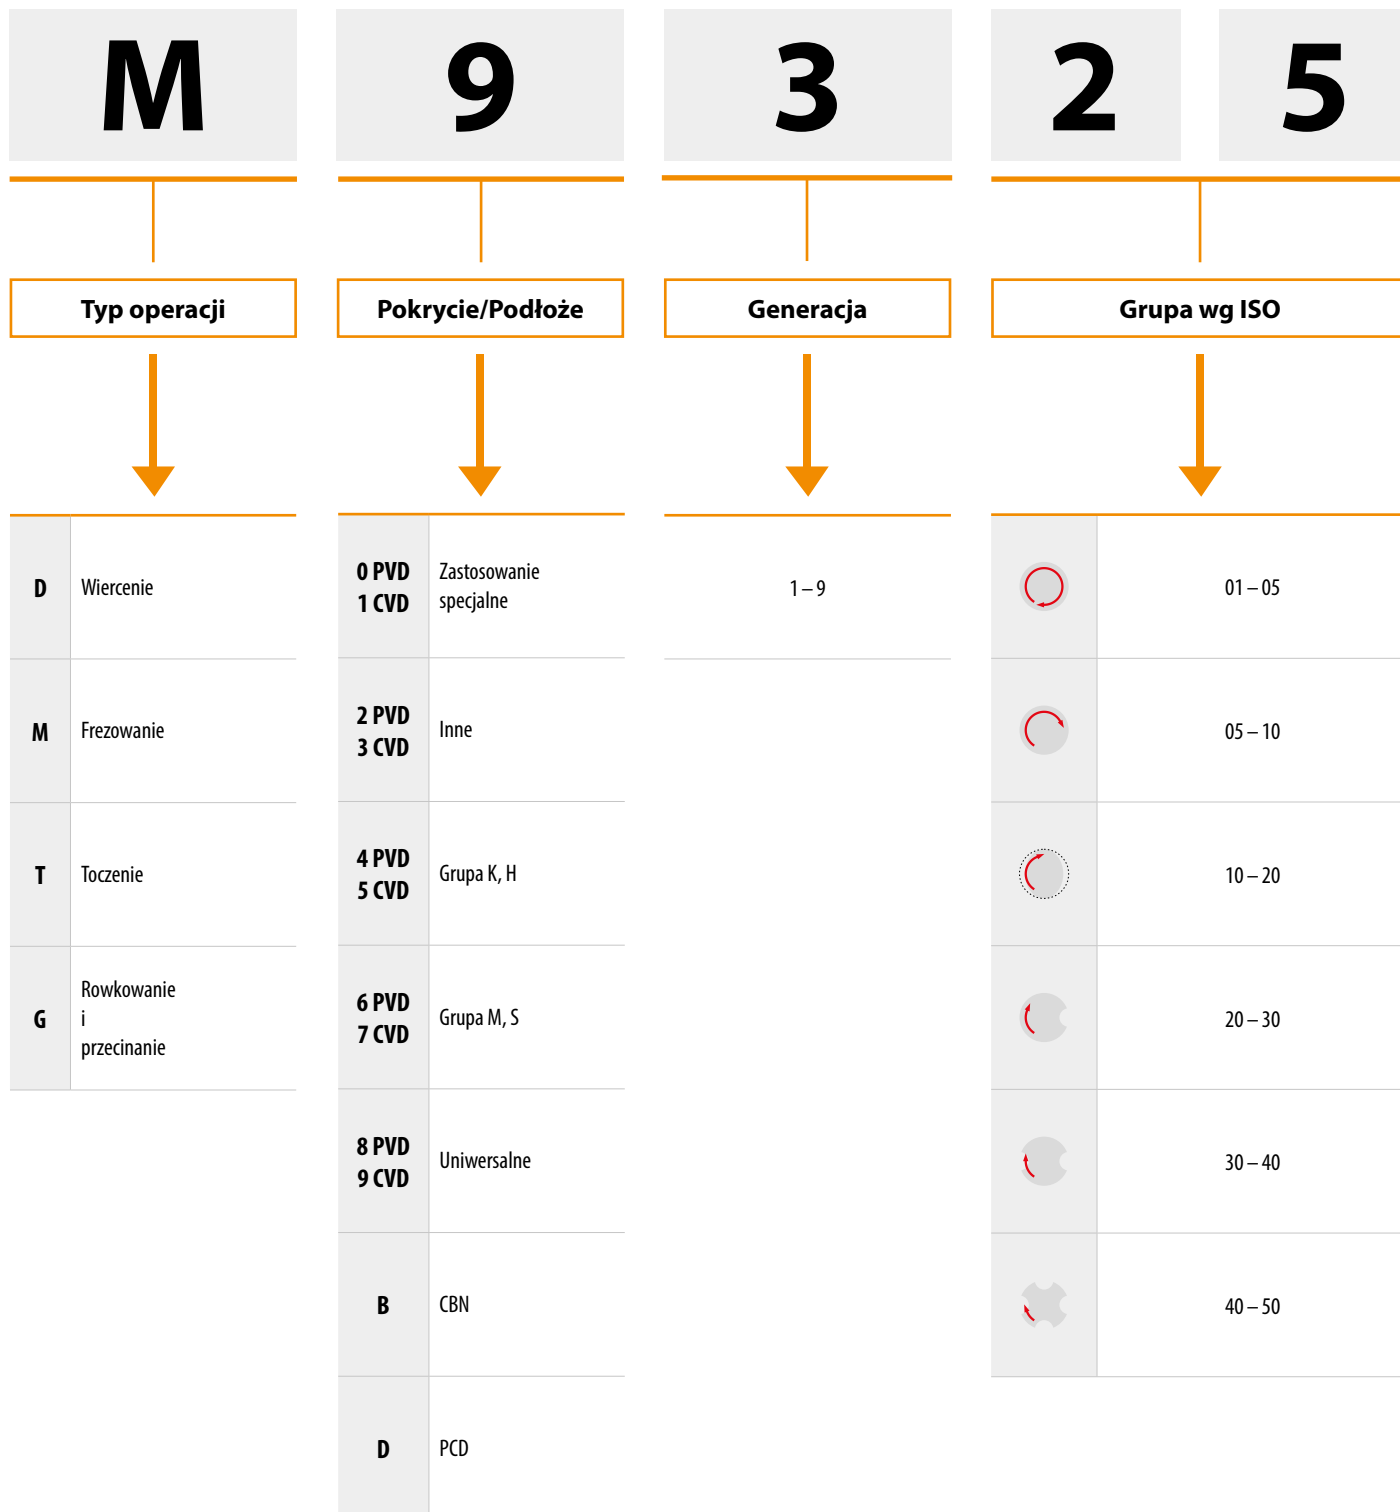 M 9 3 2 5
Typ operacji
Pokrycie/Podłoże
Generacja
Grupa wg ISO
D Wiercenie
M Frezowanie
T Toczenie
G Rowkowanie
i
przecinanie
0 PVD Zastosowanie
1 CVD specjalne
2 PVD
3 CVD
Inne
4 PVD
5 CVD
Grupa K, H
6 PVD
7 CVD
Grupa M, S
8 PVD
9 CVD
Uniwersalne
B CBN
D PCD
1 – 9
01 – 05
05 – 10
10 – 20
20 – 30
30 – 40
40 – 50